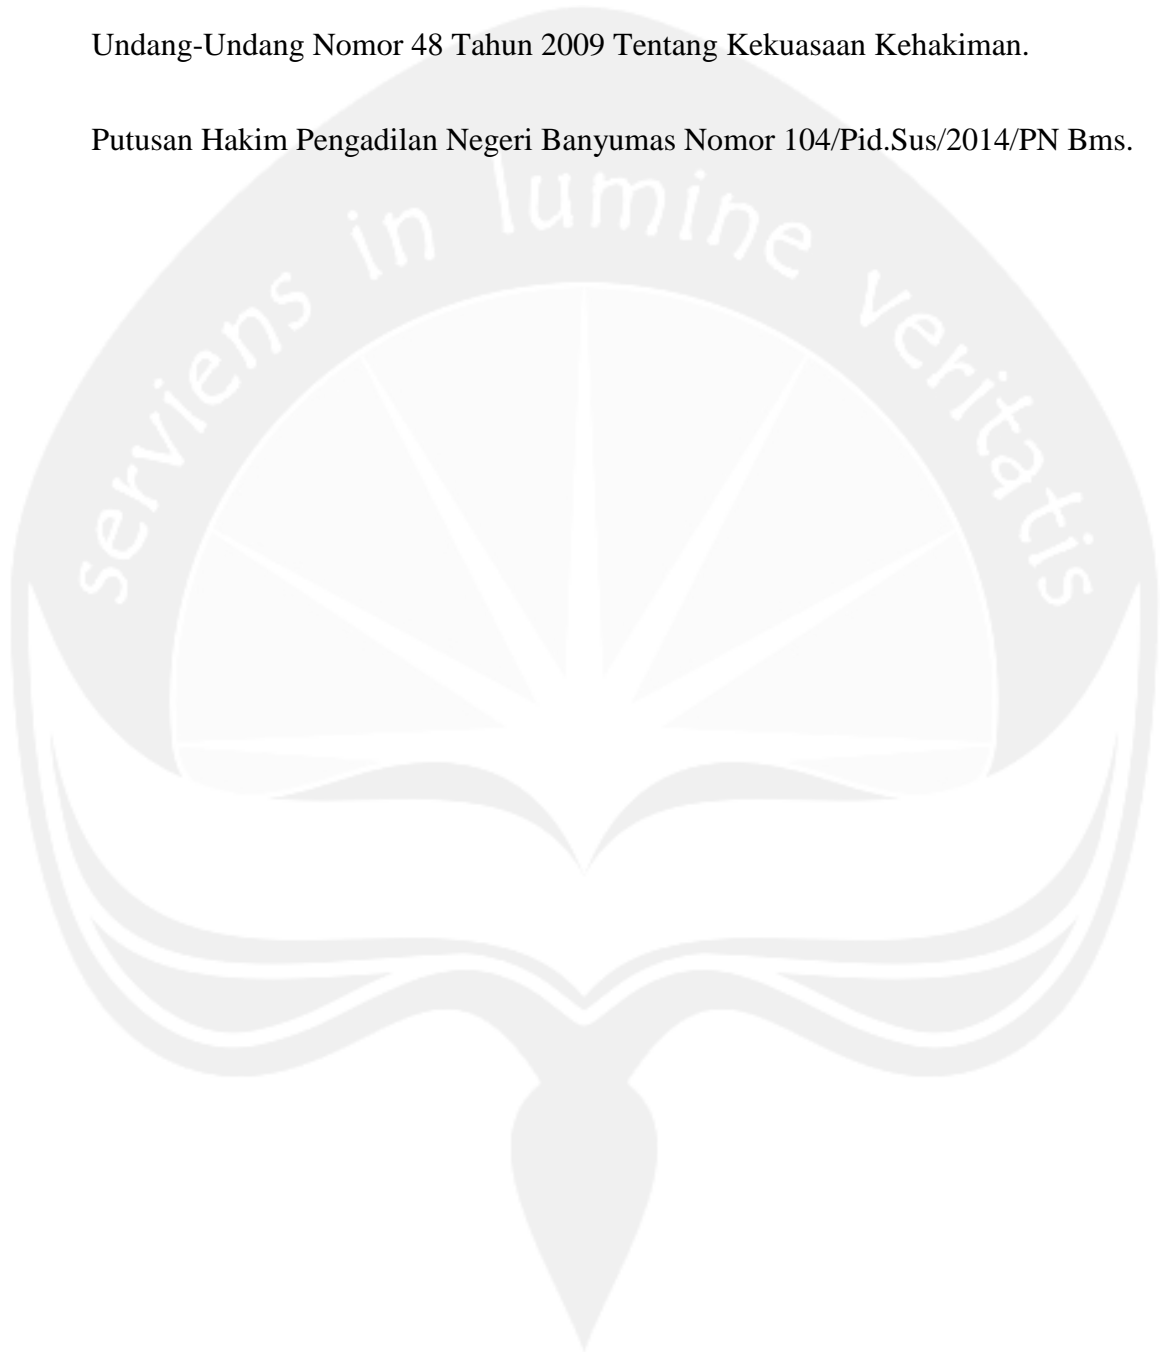 Undang-Undang Nomor 48 Tahun 2009 Tentang Kekuasaan Kehakiman.
Putusan Hakim Pengadilan Negeri Banyumas Nomor 104/Pid.Sus/2014/PN Bms.
serviens in lumine veritatis